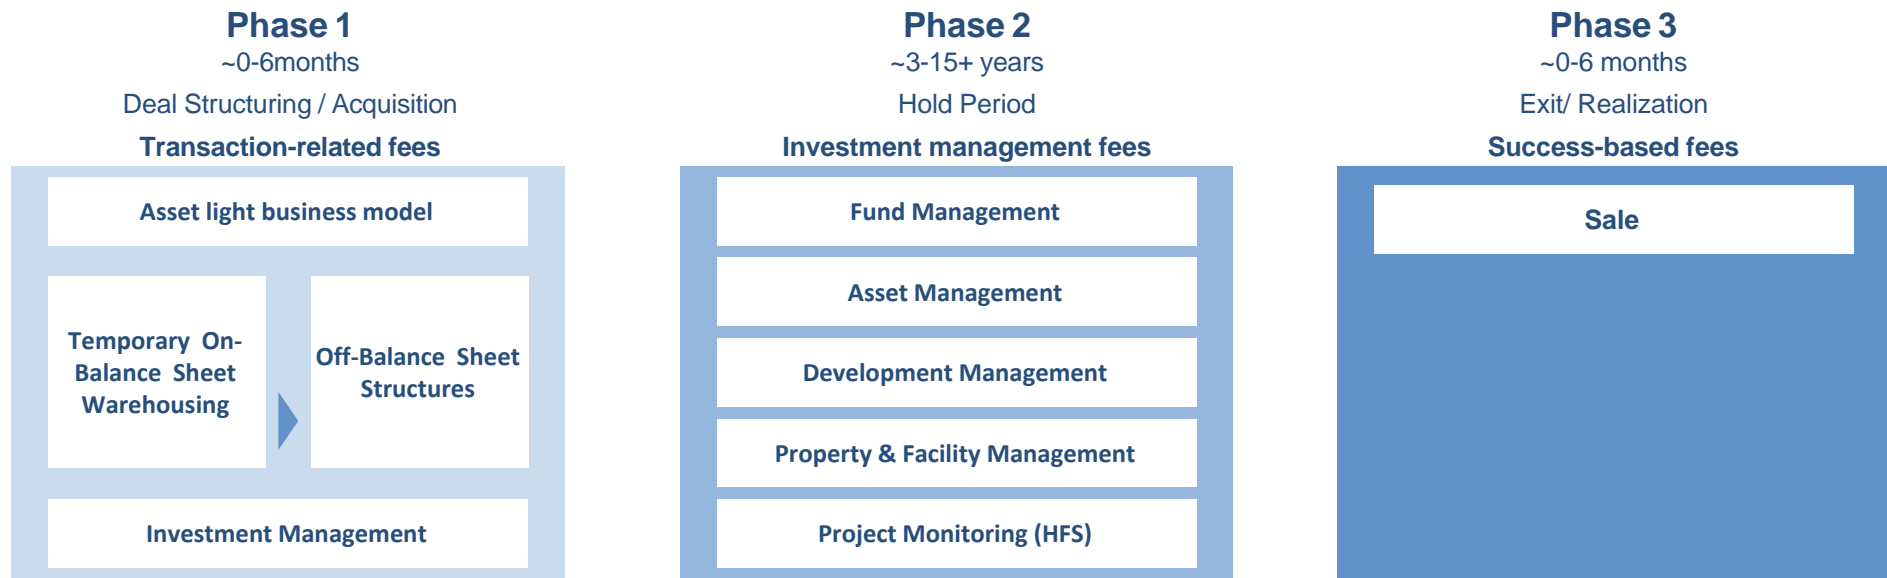 Phase 1
~0-6months
Deal Structuring / Acquisition
Transaction-related fees
Asset light business model
Temporary On-
Balance Sheet
Warehousing
Off-Balance Sheet
Structures
Investment Management
Phase 2
~3-15+ years
Hold Period
Investment management fees
Fund Management
Asset Management
Development Management
Property & Facility Management
Project Monitoring (HFS)
Phase 3
~0-6 months
Exit/ Realization
Success-based fees
Sale